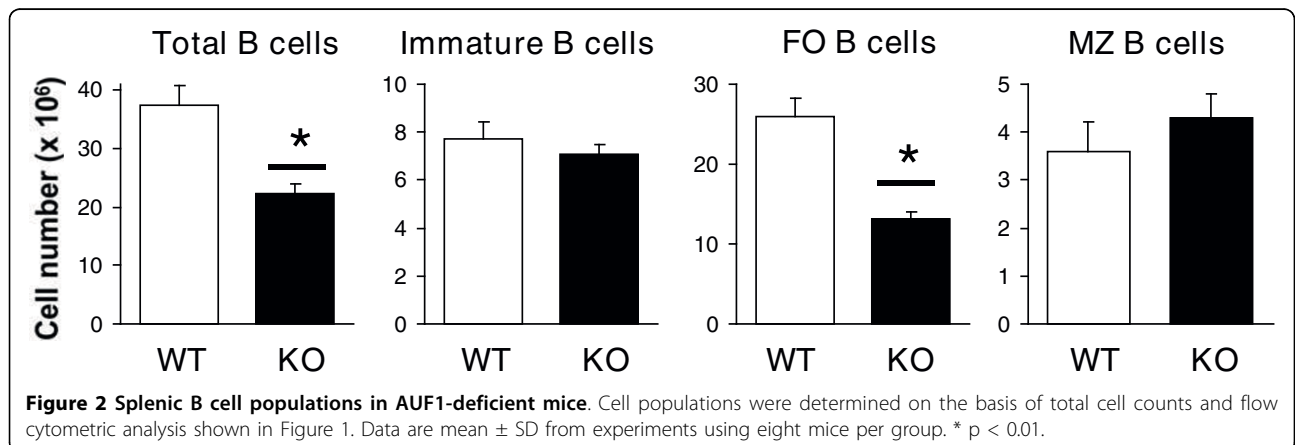 Total B cells
Immature B cells
FO B cells
MZ B cells
Cell number (x 10⁶)
40
30
20
10
0
*
WT
KO
10
8
6
4
2
0
WT
KO
30
20
10
0
*
WT
KO
5
4
3
2
1
0
WT
KO
Figure 2 Splenic B cell populations in AUF1-deficient mice. Cell populations were determined on the basis of total cell counts and flow
cytometric analysis shown in Figure 1. Data are mean ± SD from experiments using eight mice per group. * p < 0.01.